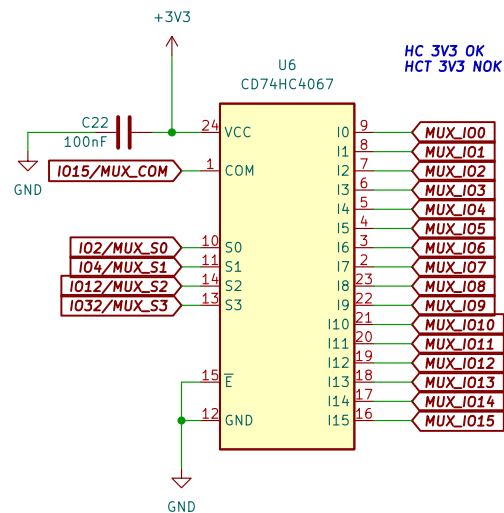 +3V3
HC 3V3 OK
HCT 3V3 NOK
U6
CD74HC4067
C22
100nF
GND
24 VCC
1 COM
IO15/MUX_COM
IO2/MUX_S0 10 S0
IO4/MUX_S1 11 S1
IO12/MUX_S2 14 S2
IO32/MUX_S3 13 S3
15 E
12 GND
GND
I0 9 MUX_IO0
I1 8 MUX_IO1
I2 7 MUX_IO2
I3 6 MUX_IO3
I4 5 MUX_IO4
I5 4 MUX_IO5
I6 3 MUX_IO6
I7 2 MUX_IO7
I8 23 MUX_IO8
I9 22 MUX_IO9
I10 21 MUX_IO10
I11 20 MUX_IO11
I12 19 MUX_IO12
I13 18 MUX_IO13
I14 17 MUX_IO14
I15 16 MUX_IO15